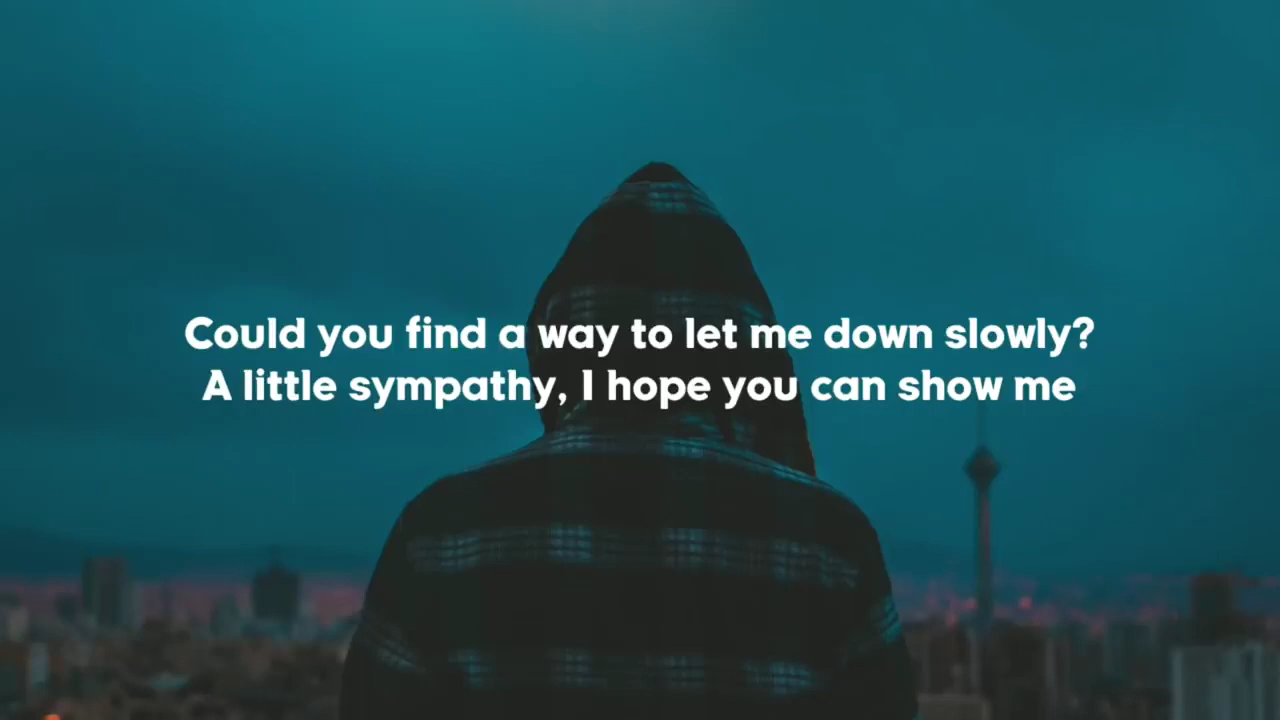 Could you find a way to let me down slowly?
A little sympathy, I hope you can show me